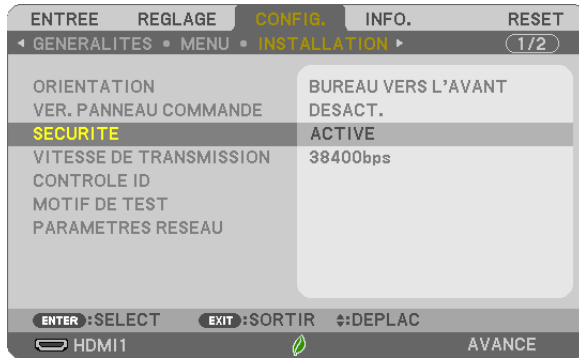 ENTREE REGLAGE CONFIG. INFO. RESET
GENERALITES • MENU • INSTALLATION 1/2
ORIENTATION BUREAU VERS L'AVANT
VER. PANNEAU COMMANDE DESACT.
SECURITE ACTIVE
VITESSE DE TRANSMISSION 38400bps
CONTROLE ID
MOTIF DE TEST
PARAMETRES RESEAU
ENTER :SELECT EXIT :SORTIR :DEPLAC
HDMI1 AVANCE